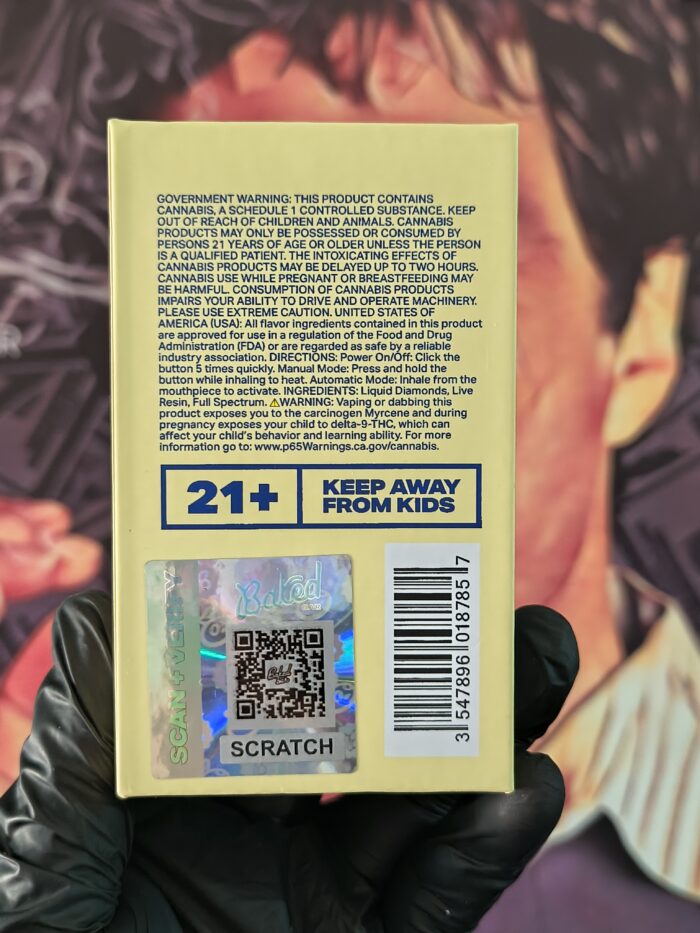 GOVERNMENT WARNING: THIS PRODUCT CONTAINS
CANNABIS, A SCHEDULE 1 CONTROLLED SUBSTANCE. KEEP
OUT OF REACH OF CHILDREN AND ANIMALS. CANNABIS
PRODUCTS MAY ONLY BE POSSESSED OR CONSUMED BY
PERSONS 21 YEARS OF AGE OR OLDER UNLESS THE PERSON
IS A QUALIFIED PATIENT. THE INTOXICATING EFFECTS OF
CANNABIS PRODUCTS MAY BE DELAYED UP TO TWO HOURS.
CANNABIS USE WHILE PREGNANT OR BREASTFEEDING MAY
BE HARMFUL. CONSUMPTION OF CANNABIS PRODUCTS
IMPAIRS YOUR ABILITY TO DRIVE AND OPERATE MACHINERY.
PLEASE USE EXTREME CAUTION. UNITED STATES OF
AMERICA (USA): All flavor ingredients contained in this product
are approved for use in a regulation of the Food and Drug
Administration (FDA) or are regarded as safe by a reliable
industry association. DIRECTIONS: Power On/Off: Click the
button 5 times quickly. Manual Mode: Press and hold
the button while inhaling to heat. Automatic Mode: Inhale from the
mouthpiece to activate. INGREDIENTS: Liquid Diamonds, Live
Resin, Full Spectrum. ⚠WARNING: Vaping or dabbing
this product exposes you to the carcinogen Myrcene and during
pregnancy exposes your child to delta-9-THC, which can
affect your child's behavior and learning ability. For more
information go to: www.p65Warnings.ca.gov/cannabis.
21+
KEEP AWAY
FROM KIDS
SCAN + VERIFY
Baked
SCRATCH
3 547896 018785 7